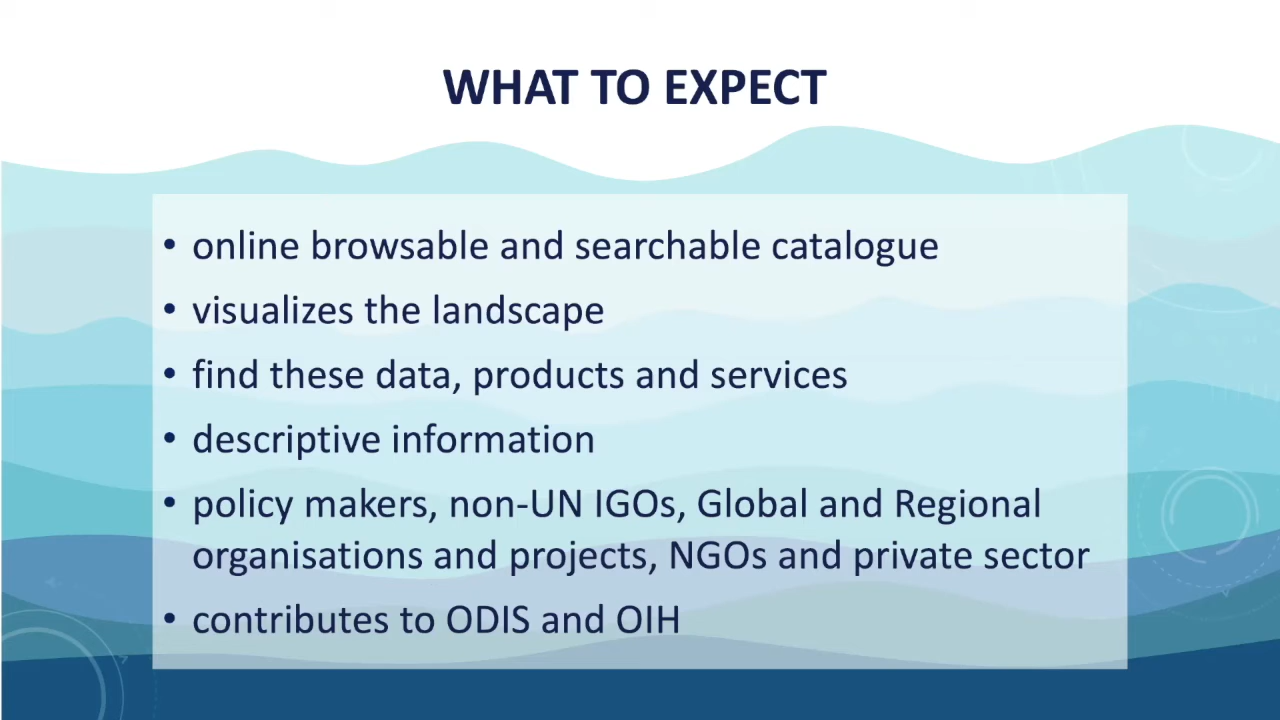 WHAT TO EXPECT
• online browsable and searchable catalogue
• visualizes the landscape
• find these data, products and services
• descriptive information
• policy makers, non-UN IGOs, Global and Regional
organisations and projects, NGOs and private sector
• contributes to ODIS and OIH